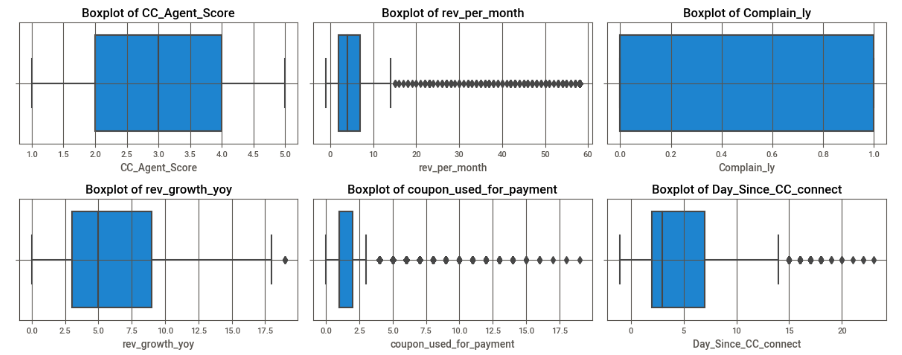 Boxplot of CC_Agent_Score
Boxplot of rev_per_month
Boxplot of Complain_ly
1.0 1.5 2.0 2.5 3.0 3.5 4.0 4.5 5.0
0 10 20 30 40 50 60
0.0 0.2 0.4 0.6 0.8 1.0
CC_Agent_Score
rev_per_month
Complain_ly
Boxplot of rev_growth_yoy
Boxplot of coupon_used_for_payment
Boxplot of Day_Since_CC_connect
0.0 2.5 5.0 7.5 10.0 12.5 15.0 17.5
0.0 2.5 5.0 7.5 10.0 12.5 15.0 17.5
0 5 10 15 20
rev_growth_yoy
coupon_used_for_payment
Day_Since_CC_connect